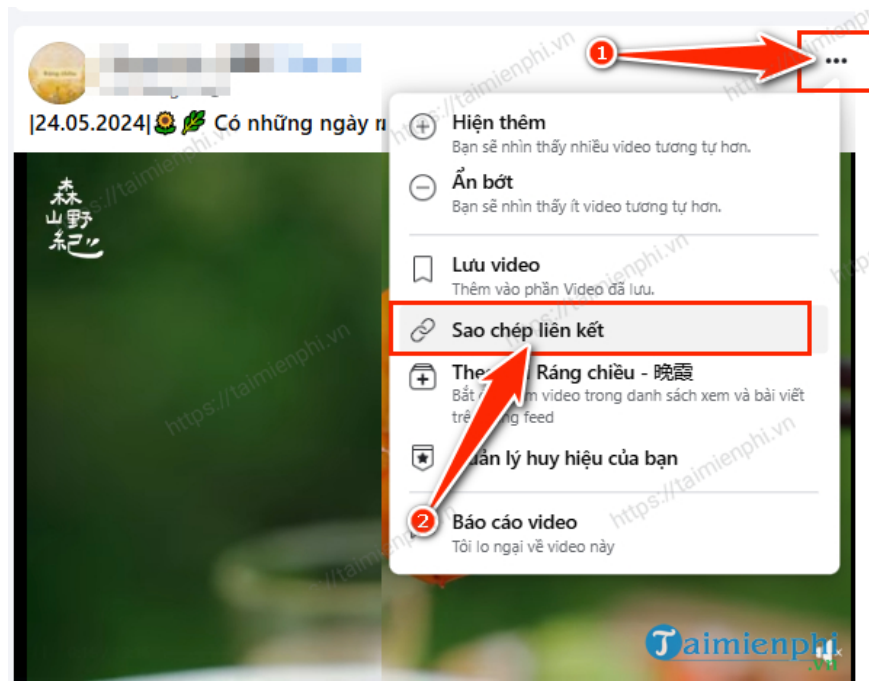 1
|24.05.2024| Có những ngày
Hiện thêm
Bạn sẽ nhìn thấy nhiều video tương tự hơn.
Ẩn bớt
Bạn sẽ nhìn thấy ít video tương tự hơn.
森
山野
紀
Lưu video
Thêm vào phần Video đã lưu.
Sao chép liên kết
Ráng chiều - 晚霞
video trong danh sách xem và bài viết
feed
lý huy hiệu của bạn
2
Báo cáo video
Tôi lo ngại về video này
https://taimienphi.vn
Taimienphi
.vn